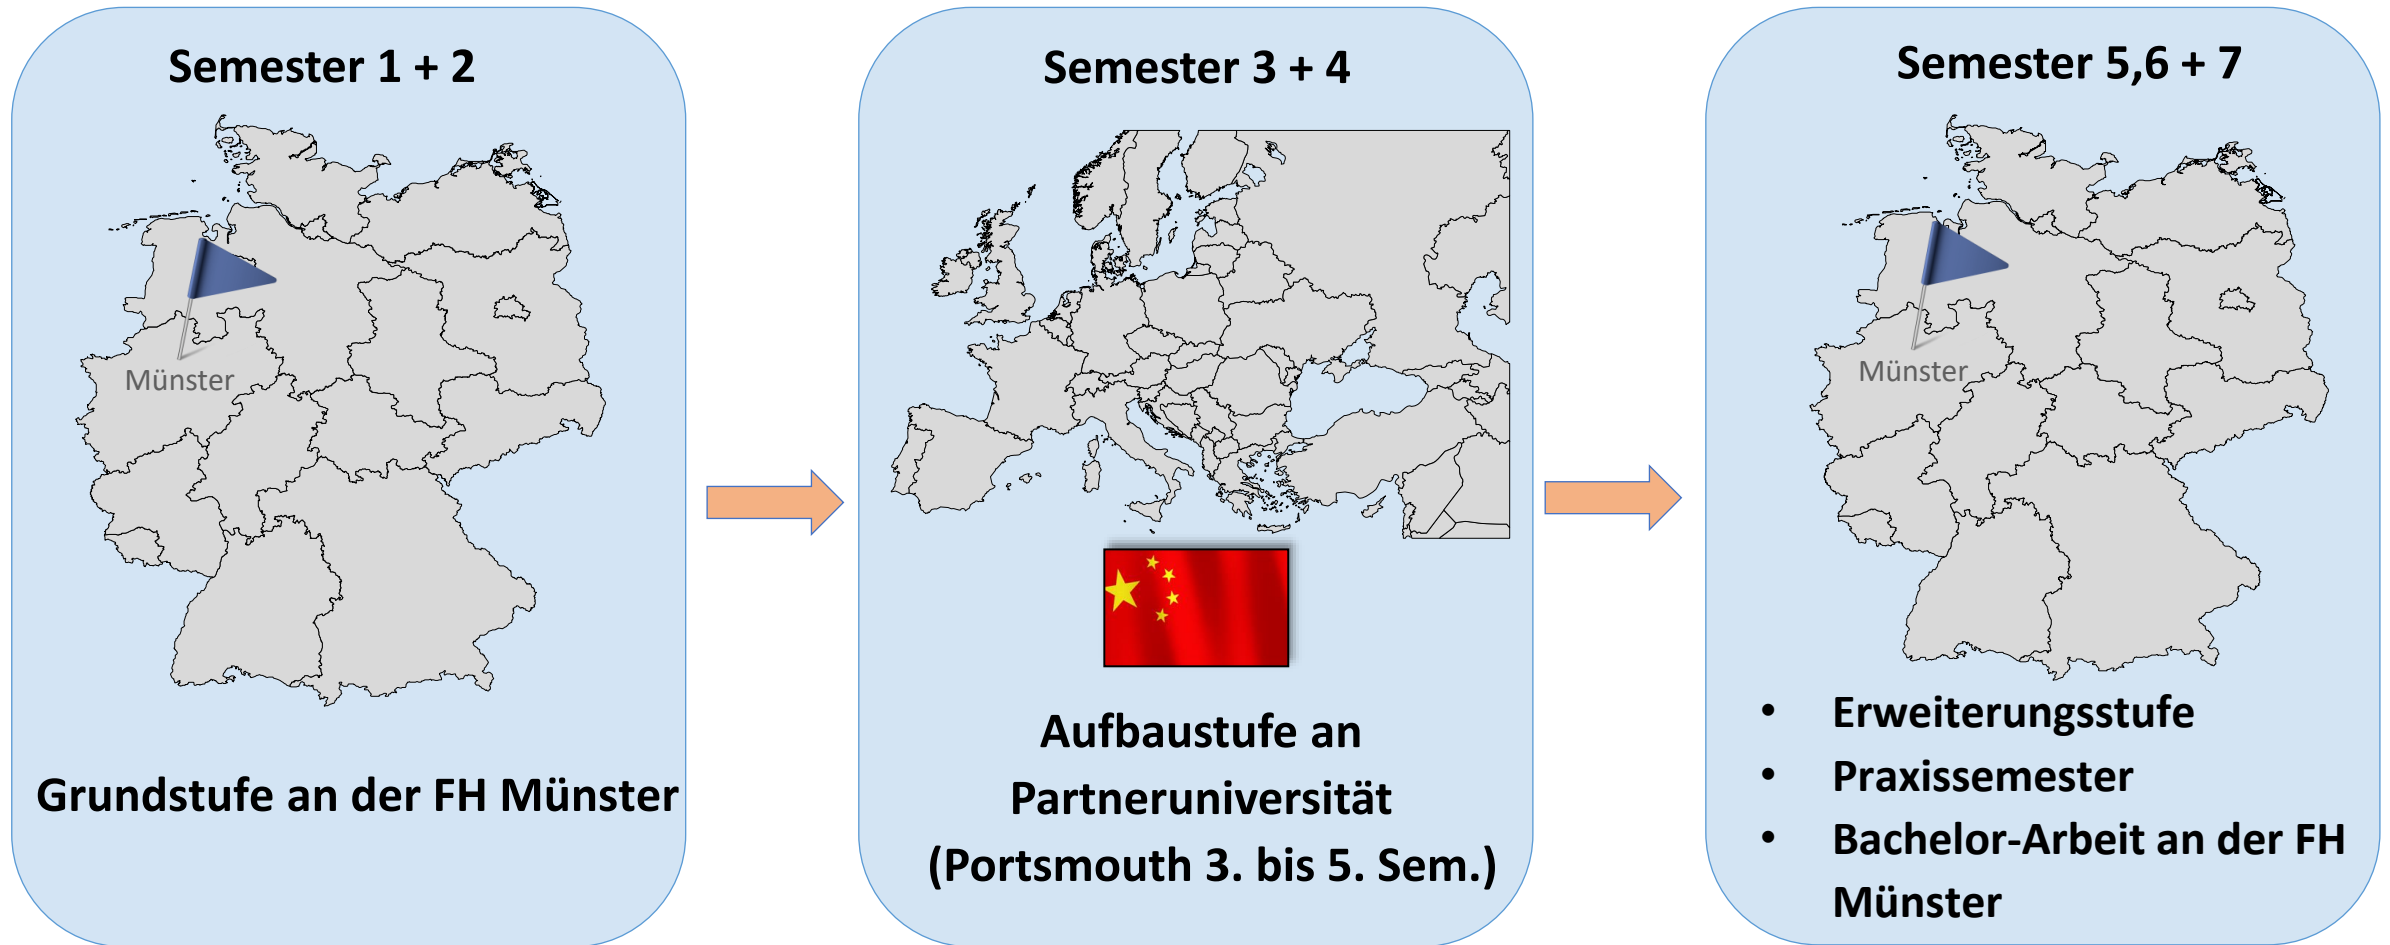 Semester 1 + 2
Münster
Grundstufe an der FH Münster
Semester 3 + 4
Aufbaustufe an
Partneruniversität
(Portsmouth 3. bis 5. Sem.)
Semester 5,6 + 7
Münster
• Erweiterungsstufe
• Praxissemester
• Bachelor-Arbeit an der FH
Münster